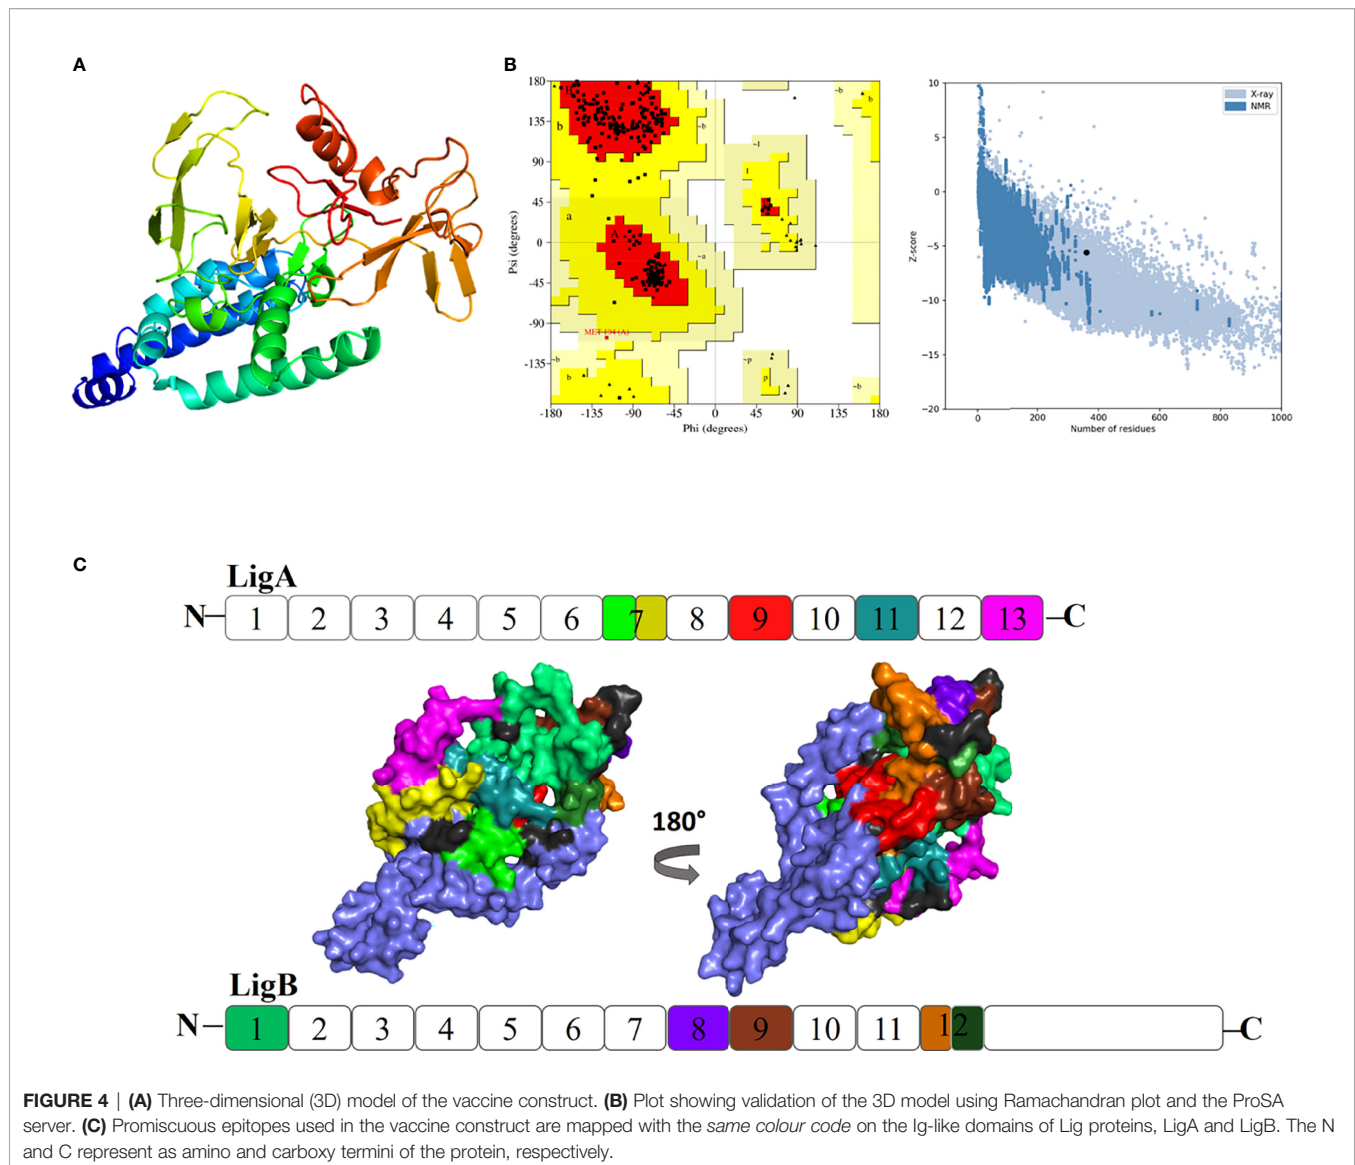 A
B
B
b
~b
a
A
~a
~l
l
~b
b
~b
b
~p
p
~b
MET 194 (A)
180
135
90
45
0
-45
-90
-135
-180 -135 -90 -45 0 45 90 135 180
Psi (degrees)
Phi (degrees)
X-ray
NMR
10
5
0
−5
−10
−15
−20
0 200 400 600 800 1000
Z-score
Number of residues
C
LigA
N 1 2 3 4 5 6 7 8 9 10 11 12 13 C
180°
LigB
N 1 2 3 4 5 6 7 8 9 10 11 12 C
FIGURE 4 | (A) Three-dimensional (3D) model of the vaccine construct. (B) Plot showing validation of the 3D model using Ramachandran plot and the ProSA
server. (C) Promiscuous epitopes used in the vaccine construct are mapped with the same colour code on the Ig-like domains of Lig proteins, LigA and LigB. The N
and C represent as amino and carboxy termini of the protein, respectively.